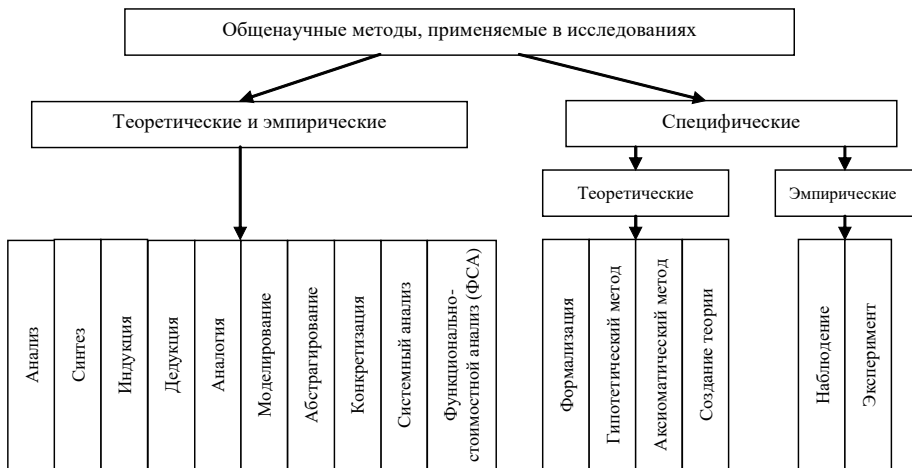 Общенаучные методы, применяемые в исследованиях
Теоретические и эмпирические
Специфические
Теоретические
Эмпирические
Анализ
Синтез
Индукция
Дедукция
Аналогия
Моделирование
Абстрагирование
Конкретизация
Системный анализ
Функционально-
стоимостной анализ (ФСА)
Формализация
Гипотетический метод
Аксиоматический метод
Создание теории
Наблюдение
Эксперимент